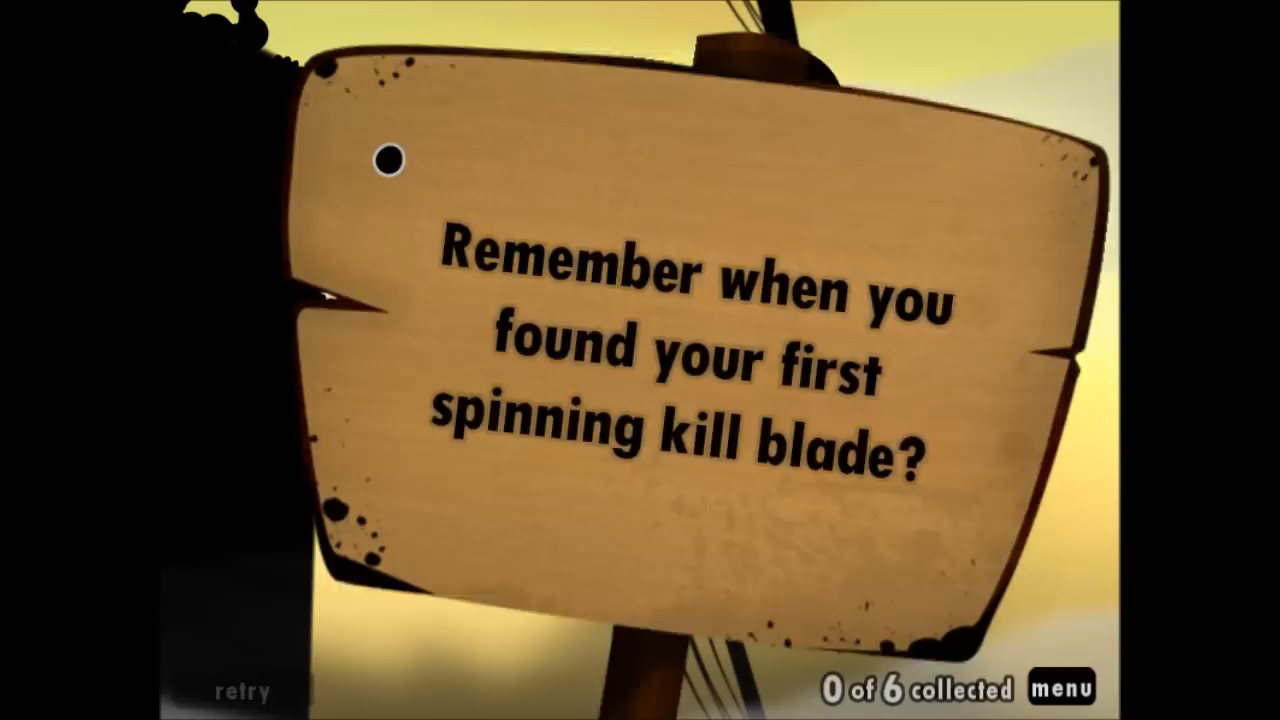 Remember when you
found your first
spinning kill blade?
retry
0 of 6 collected
menu